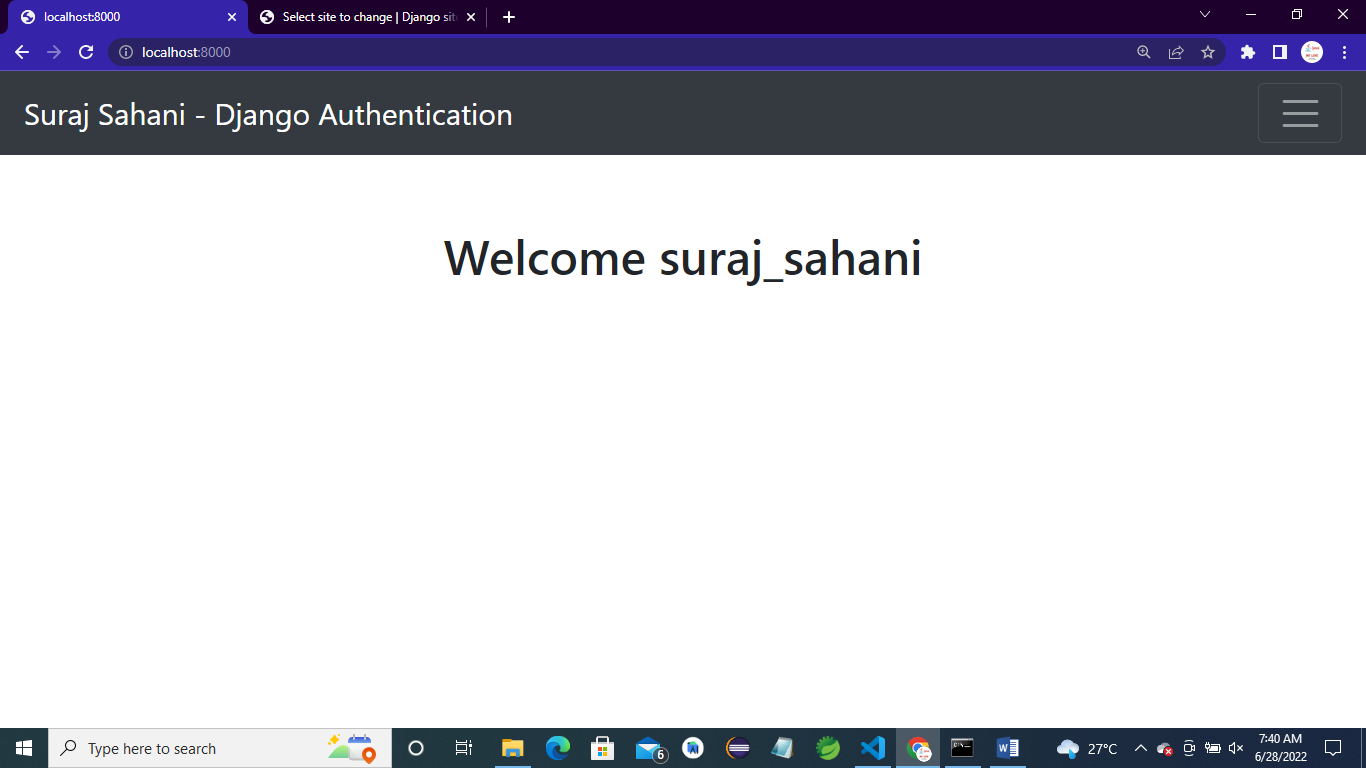 localhost:8000
Select site to change | Django sit
localhost:8000
Suraj Sahani - Django Authentication
Welcome suraj_sahani
Type here to search
6
27°C
7:40 AM
6/28/2022